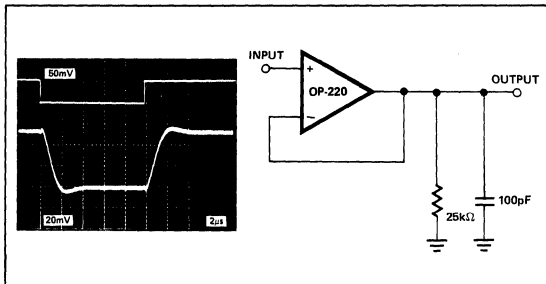 50mV
20mV
2µs
INPUT
+
OP-220
−
OUTPUT
25kΩ
100pF